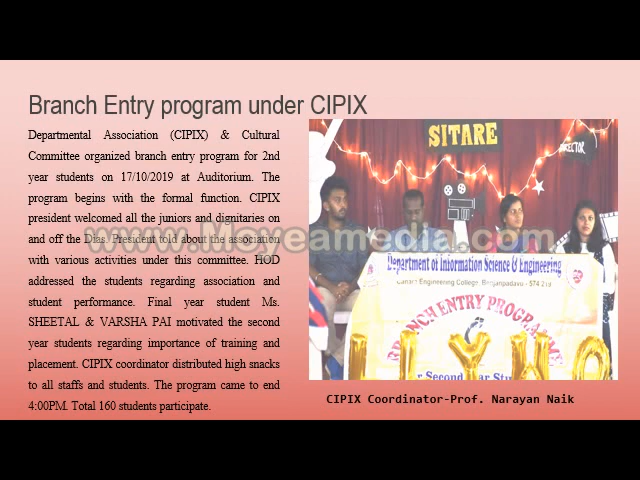 Branch Entry program under CIPIX
Departmental Association (CIPIX) & Cultural
Committee organized branch entry program for 2nd
year students on 17/10/2019 at Auditorium. The
program begins with the formal function. CIPIX
president welcomed all the juniors and dignitaries on
and off the Dias. President told about the association
with various activities under this committee. HOD
addressed the students regarding association and
student performance. Final year student Ms.
SHEETAL & VARSHA PAI motivated the second
year students regarding importance of training and
placement. CIPIX coordinator distributed high snacks
to all staffs and students. The program came to end
4:00PM. Total 160 students participate.
www.Moyeamedia.com
SITARE
DIRECTOR
Department of Information Science & Engineering
Canara Engineering College, Benjanpadavu - 574 219
BRANCH ENTRY PROGRAMME
Second Year
CIPIX Coordinator-Prof. Narayan Naik